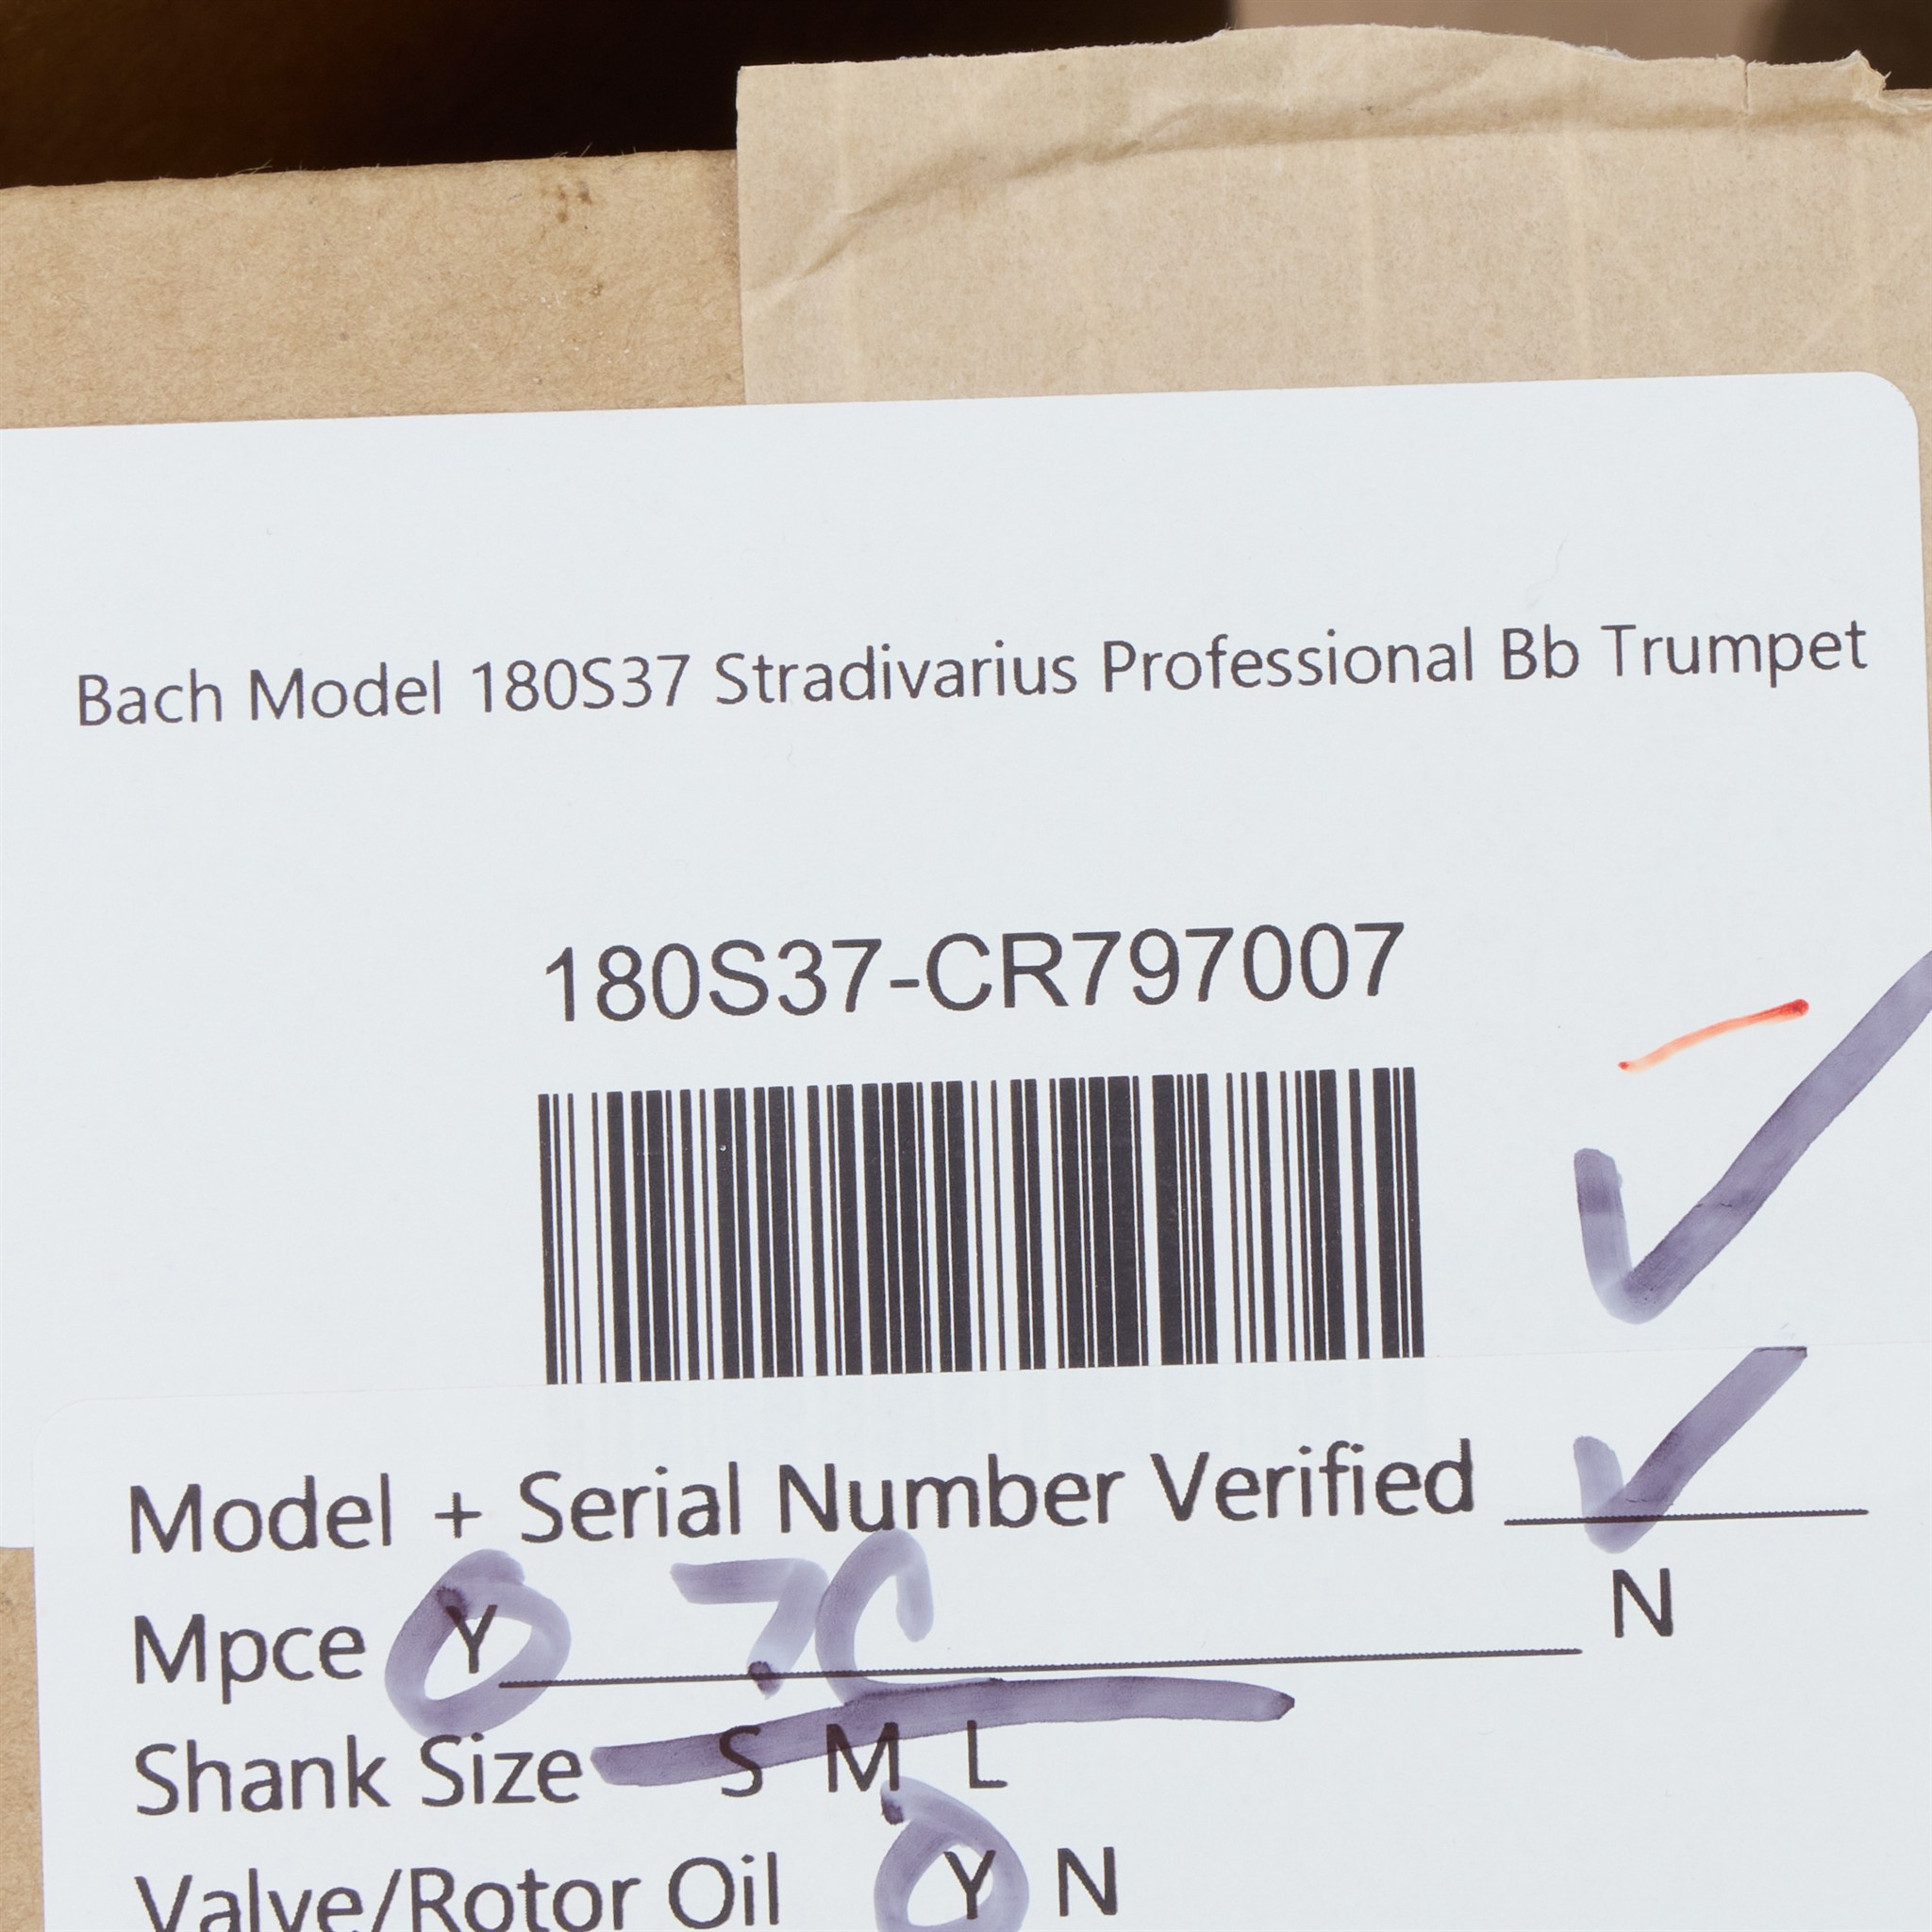 Bach Model 180S37 Stradivarius Professional Bb Trumpet
180S37-CR797007
Model + Serial Number Verified ✓
Mpce Y 7C N
Shank Size S M L
Valve/Rotor Oil Y N